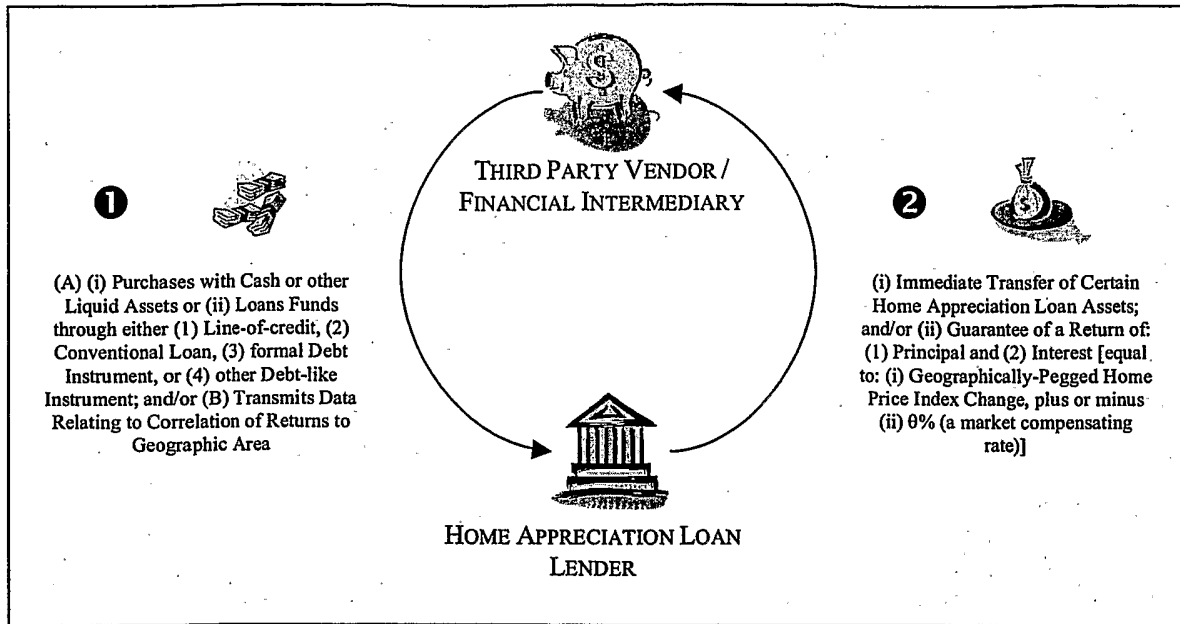 $
THIRD PARTY VENDOR /
FINANCIAL INTERMEDIARY
❶
(A) (i) Purchases with Cash or other
Liquid Assets or (ii) Loans Funds
through either (1) Line-of-credit, (2)
Conventional Loan, (3) formal Debt
Instrument, or (4) other Debt-like
Instrument; and/or (B) Transmits Data
Relating to Correlation of Returns to
Geographic Area
❷
$
(i) Immediate Transfer of Certain
Home Appreciation Loan Assets;
and/or (ii) Guarantee of a Return of:
(1) Principal and (2) Interest [equal
to: (i) Geographically-Pegged Home
Price Index Change, plus or minus
(ii) θ% (a market compensating
rate)]
HOME APPRECIATION LOAN
LENDER